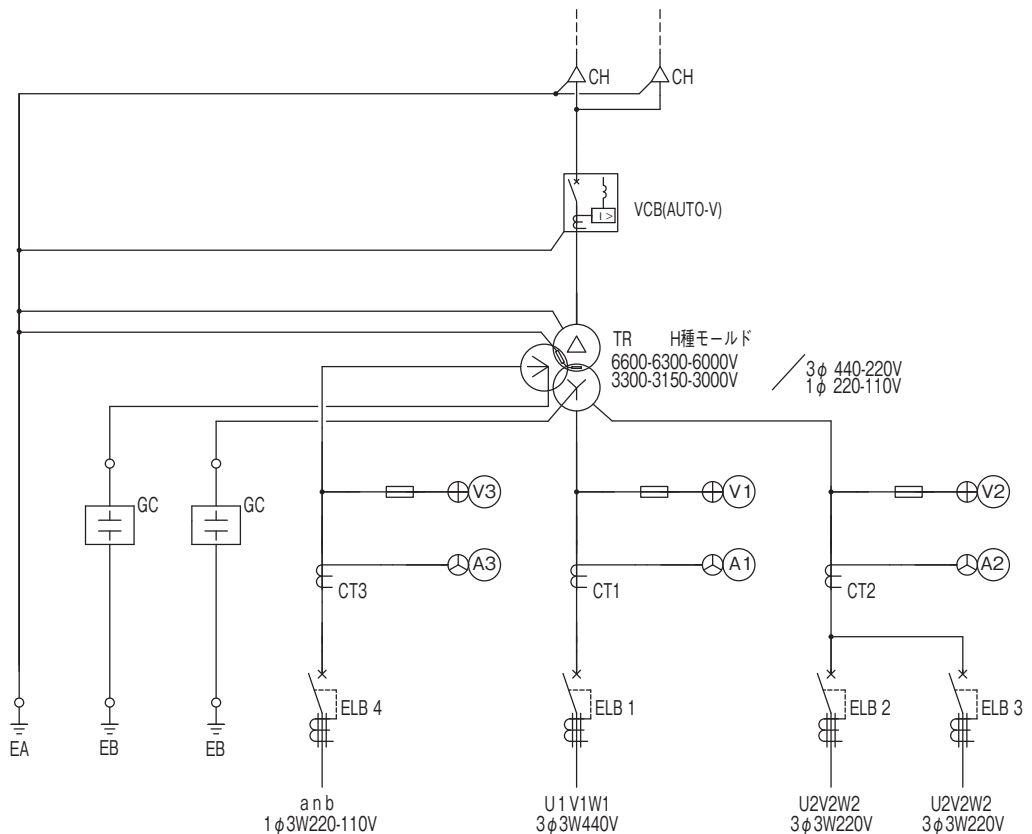 CH
CH
VCB(AUTO-V)
I >
TR H種モールド
6600-6300-6000V
3300-3150-3000V
3φ 440-220V
1φ 220-110V
GC
GC
V3
V1
V2
A3
A1
A2
CT3
CT1
CT2
ELB 4
ELB 1
ELB 2
ELB 3
EA
EB
EB
a n b
1φ3W220-110V
U1V1W1
3φ3W440V
U2V2W2
3φ3W220V
U2V2W2
3φ3W220V